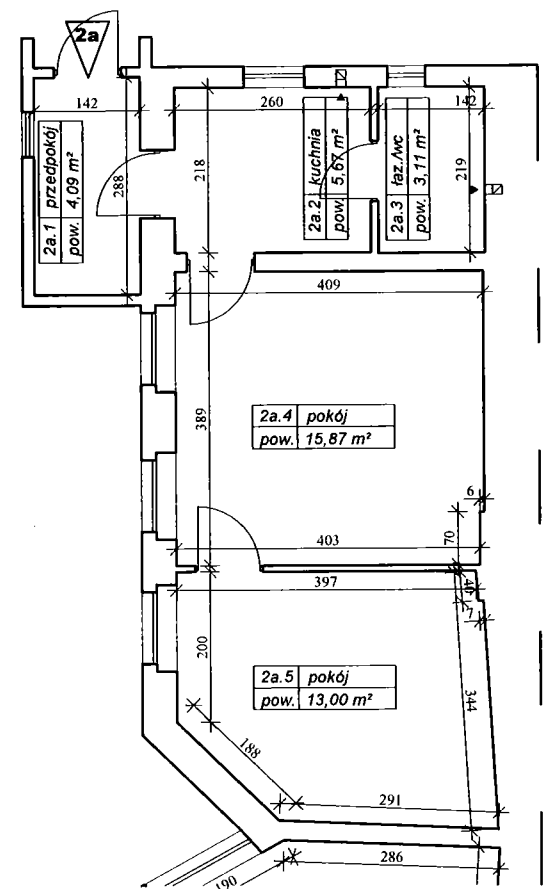 2a
142
260
142
2a.1 przedpokój
pow. 4,09 m²
288
218
2a.2 kuchnia
pow. 5,67 m²
2a.3 łaz./wc
pow. 3,11 m²
219
409
389
2a.4 pokój
pow. 15,87 m²
6
70
403
397
40
7
200
2a.5 pokój
pow. 13,00 m²
344
188
291
286
190